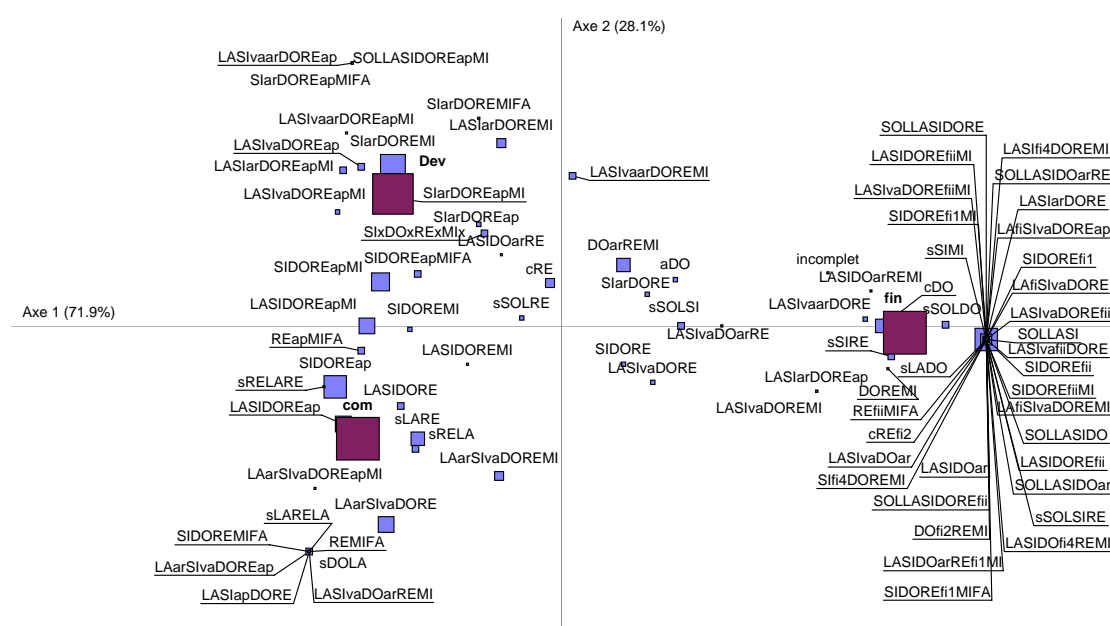 Axe 2 (28.1%)
LASIvaarDOREap
SOLLASIDOREapMI
SIarDOREapMIFA
SIarDOREMIFA
LASIvaarDOREapMI
LASIarDOREMI
SOLLASIDORE
SIarDOREMI
LASIvaDOREap
Dev
LASIDOREfiiMI
LASIfi4DOREMI
LASIarDOREapMI
LASIvaarDOREMI
SOLLASIDOarRE
LASIvaDOREapMI
SIarDOREapMI
LASIvaDOREfiiMI
LASIarDORE
SIarDOREap
SIDOREfi1MI
SIxDOxRExMIx
LASIDOarRE
LAfiSIvaDOREap
DOarREMI
sSIMI
SIDOREapMI
SIDOREapMIFA
cRE
aDO
incomplet
SIDOREfi1
LASIDOarREMI
SIarDORE
LAfiSIvaDORE
cDO
LASIDOREapMI
SIDOREMI
sSOLRE
sSOLSI
LASIvaarDORE
fin
sSOLDO
Axe 1 (71.9%)
LASIvaDOREfii
LASIvaDOarRE
SOLLASI
REapMIFA
LASIDOREMI
SIDORE
sSIRE
LASIvafiiDORE
SIDOREap
LASIvaDORE
sLADO
SIDOREfii
sRELARE
LASIarDOREap
DOREMI
SIDOREfiiMI
LASIDORE
LASIDOREap
com
LASIvaDOREMI
REfiiMIFA
LAfiSIvaDOREMI
sLARE
sRELA
cREfi2
SOLLASIDO
LAarSIvaDOREMI
LASIvaDOar
LASIDOREfii
LAarSIvaDOREapMI
LASIDOar
SIfi4DOREMI
SOLLASIDOar
LAarSIvaDORE
SOLLASIDOREfii
sLARELA
sSOLSIRE
SIDOREMIFA
REMIFA
DOfi2REMI
LASIDOfi4REMI
sDOLA
LAarSIvaDOREap
LASIDOarREfi1MI
LASIapDORE
LASIvaDOarREMI
SIDOREfi1MIFA